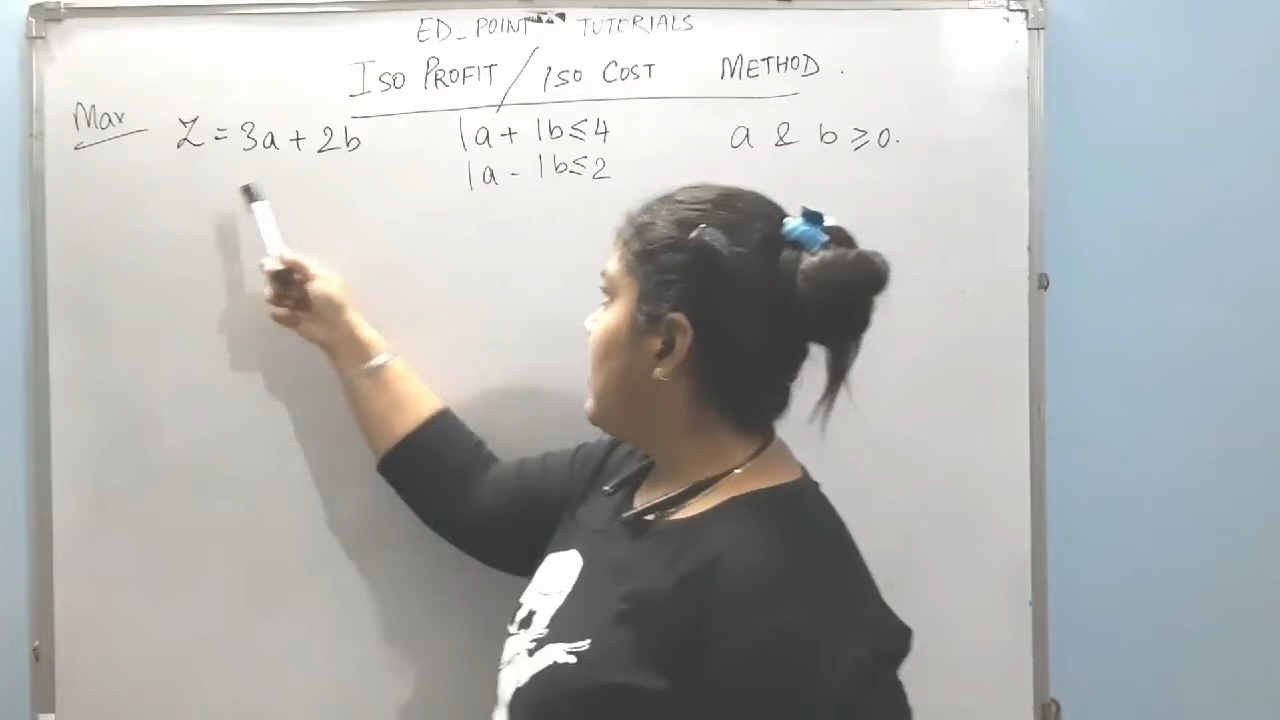 ED_POINT TUTORIALS
ISO PROFIT / ISO COST METHOD.
Max Z = 3a + 2b 1a + 1b ≤ 4 a & b ≥ 0.
1a - 1b ≤ 2